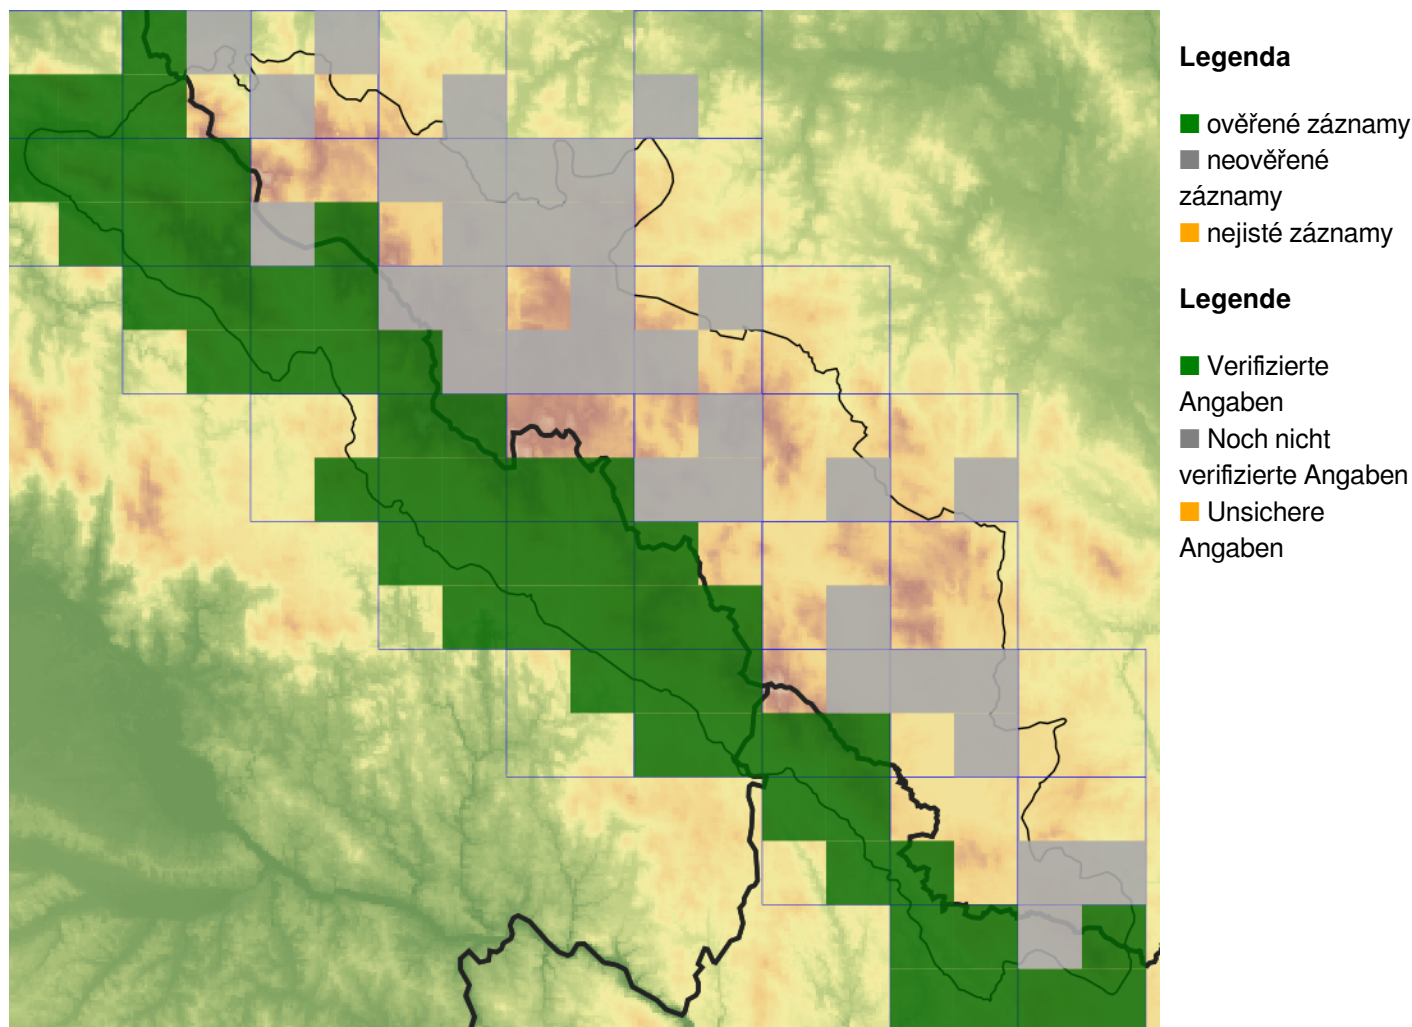 Legenda
ověřené záznamy
neověřené
záznamy
nejisté záznamy
Legende
Verifizierte
Angaben
Noch nicht
verifizierte Angaben
Unsichere
Angaben